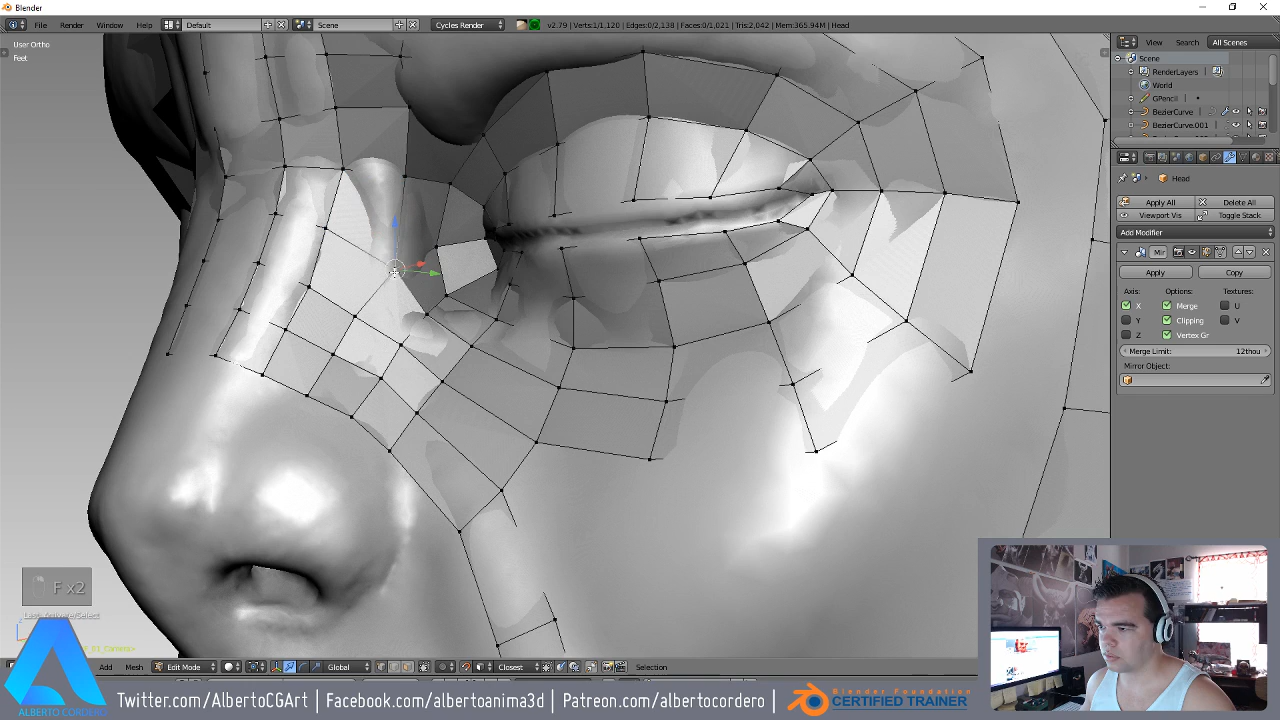 Blender
File Render Window Help Default Scene Cycles Render v2.79 | Verts:1/1,120 | Edges:0/2,138 | Faces:0/1,021 | Tris:2,042 | Mem:365.94M | Head
User Ortho
Feet
View Search All Scenes
Scene
RenderLayers
World
GPencil
BezierCurve
BezierCurve.001
Head
Apply All Delete All
Viewport Vis Toggle Stack
Add Modifier
Mir
Apply Copy
Axis: Options: Textures:
X Merge U
Y Clipping V
Z Vertex Gr
Merge Limit: 12thou
Mirror Object:
F x2
Add Mesh Edit Mode Global Closest Selection
ALBERTO CORDERO
Twitter.com/AlbertoCGArt | Facebook.com/albertoanima3d | Patreon.com/albertocordero |
Blender Foundation
CERTIFIED TRAINER